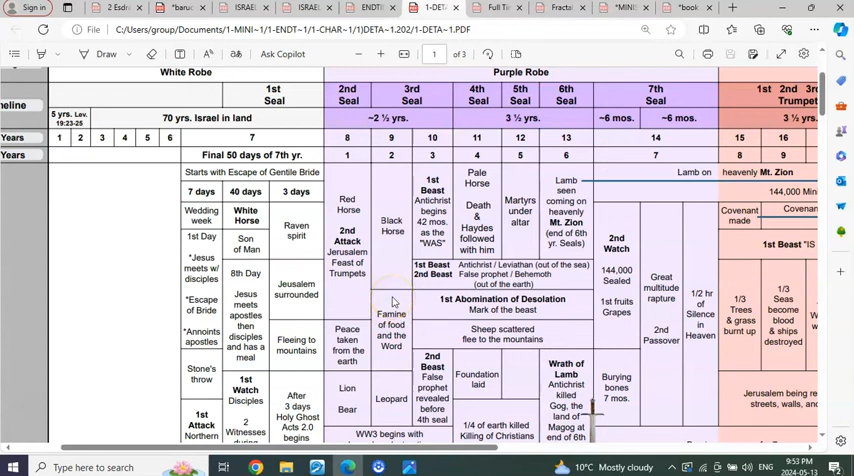 Sign in
2 Esdra
*baruc
ISRAEL
ISRAEL
ENDTIN
1-DETA
Full Tim
Fractal
*MINIS
*book
File
C:/Users/group/Documents/1-MINI~1/1-ENDT~1/1-CHAR~1/1)DETA~1.202/1-DETA~1.PDF
Draw
Ask Copilot
1
of 3
White Robe
Purple Robe
1st
Seal
2nd
Seal
3rd
Seal
4th
Seal
5th
Seal
6th
Seal
7th
Seal
1st 2nd 3r
Trumpet
meline
5 yrs. Lev.
19:23-25
70 yrs. Israel in land
~2 ½ yrs.
3 ½ yrs.
~6 mos.
~6 mos.
3 ½ yrs.
Years
1 2 3 4 5 6 7 8 9 10 11 12 13 14 15 16
Years
Final 50 days of 7th yr.
1 2 3 4 5 6 7 8 9
Starts with Escape of Gentile Bride
7 days
40 days
3 days
Wedding
week
1st Day
*Jesus
meets w/
disciples
*Escape
of Bride
*Annoints
apostles
Stone's
throw
1st
Attack
Northern
White
Horse
Son
of Man
8th Day
Jesus
meets
apostles
then
disciples
and has a
meal
1st
Watch
Disciples
2
Witnesses
during
Raven
spirit
Jerusalem
surrounded
Fleeing to
mountains
After
3 days
Holy Ghost
Acts 2.0
begins
Red
Horse
2nd
Attack
Jerusalem
Feast of
Trumpets
Peace
taken
from the
earth
Lion
Bear
Black
Horse
Famine
of food
and the
Word
Leopard
WW3 begins with
1st
Beast
Antichrist
begins
42 mos.
as the
"WAS"
Pale
Horse
Death
&
Haydes
followed
with him
Martyrs
under
altar
Lamb
seen
coming on
heavenly
Mt. Zion
(end of 6th
yr. Seals)
1st Beast Antichrist / Leviathan (out of the sea)
2nd Beast False prophet / Behemoth
(out of the earth)
1st Abomination of Desolation
Mark of the beast
Sheep scattered
flee to the mountains
2nd
Beast
False
prophet
revealed
before
4th seal
Foundation
laid
1/4 of earth killed
Killing of Christians
Wrath of
Lamb
Antichrist
killed
Gog, the
land of
Magog at
end of 6th
Lamb on heavenly Mt. Zion
2nd
Watch
144,000
Sealed
1st fruits
Grapes
Burying
bones
7 mos.
Great
multitude
rapture
2nd
Passover
1/2 hr
of
Silence
in
Heaven
144,000 Mini
Covenant
made
Covena
1st Beast "IS
1/3
Trees
& grass
burnt up
1/3
Seas
become
blood
& ships
destroyed
Jerusalem being re
streets, walls, and
Type here to search
10°C Mostly cloudy
ENG
9:53 PM
2024-05-13